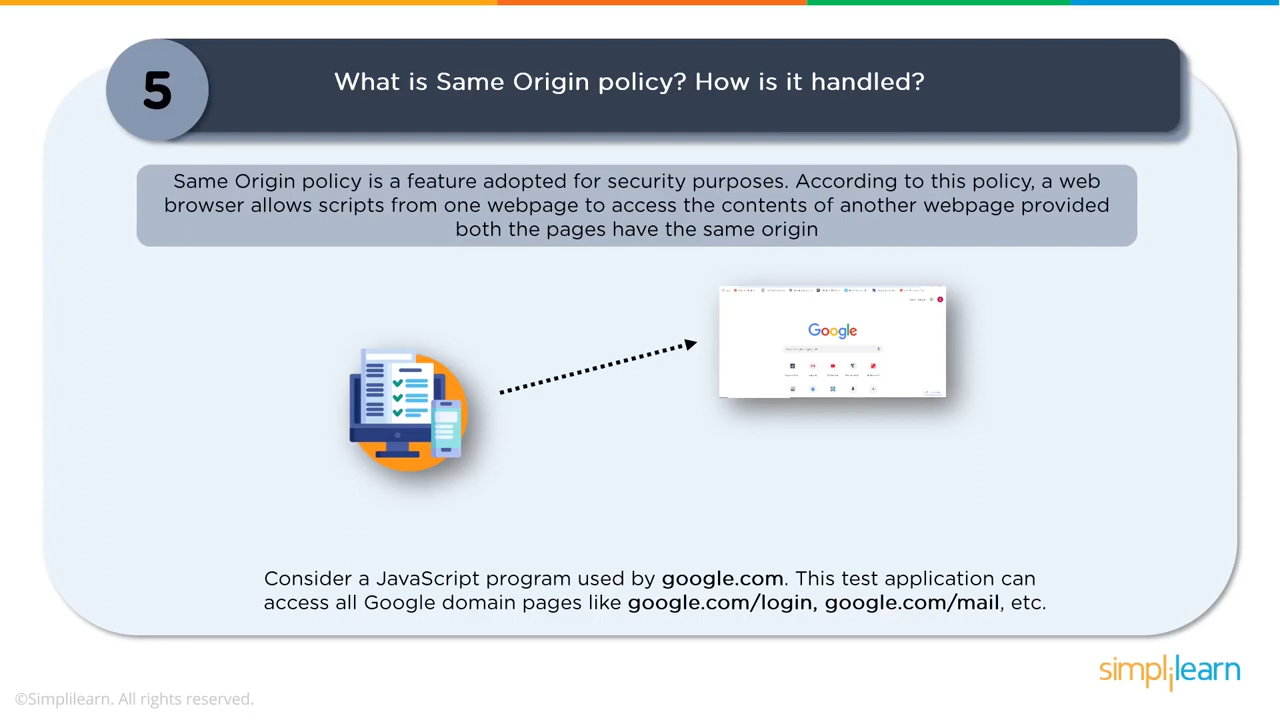 5
What is Same Origin policy? How is it handled?
Same Origin policy is a feature adopted for security purposes. According to this policy, a web
browser allows scripts from one webpage to access the contents of another webpage provided
both the pages have the same origin
Google
Consider a JavaScript program used by google.com. This test application can
access all Google domain pages like google.com/login, google.com/mail, etc.
simplilearn
©Simplilearn. All rights reserved.